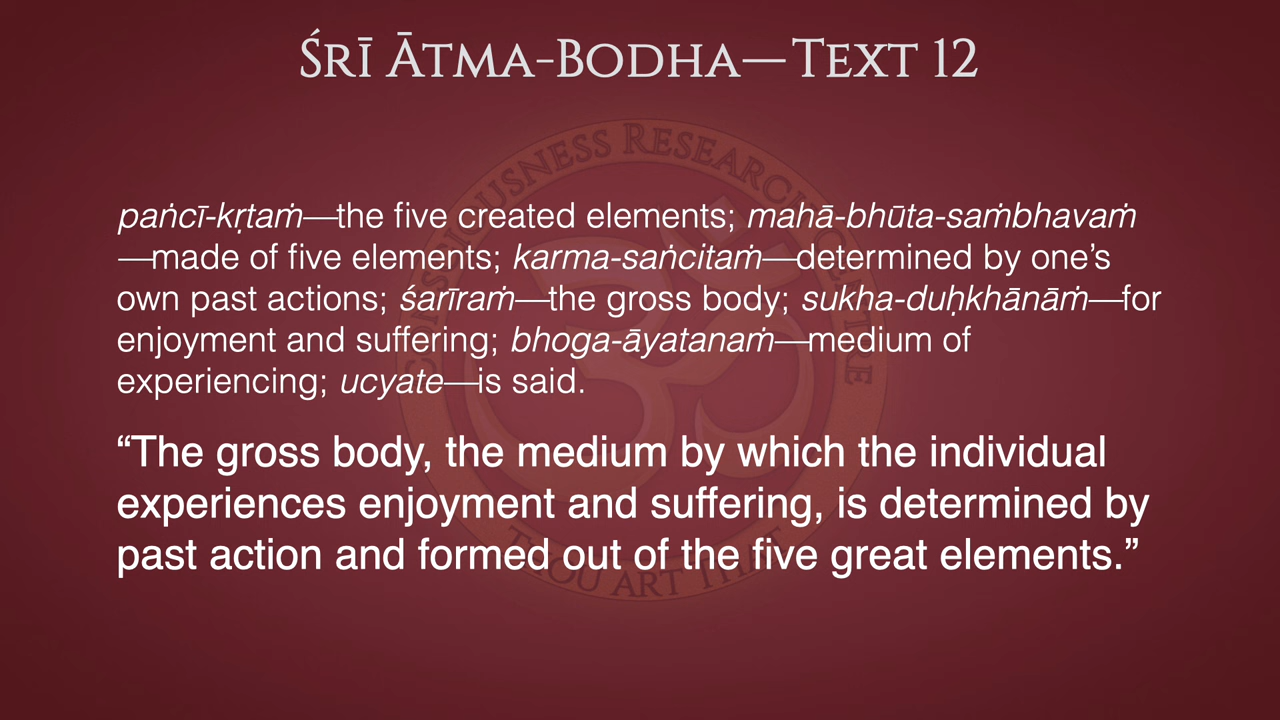 Śrī Ātma-Bodha—Text 12
paṅcī-kṛtaṁ—the five created elements; mahā-bhūta-saṁbhavaṁ
—made of five elements; karma-saṅcitaṁ—determined by one’s
own past actions; śarīraṁ—the gross body; sukha-duḥkhānāṁ—for
enjoyment and suffering; bhoga-āyatanaṁ—medium of
experiencing; ucyate—is said.
“The gross body, the medium by which the individual
experiences enjoyment and suffering, is determined by
past action and formed out of the five great elements.”
THOU ART THAT